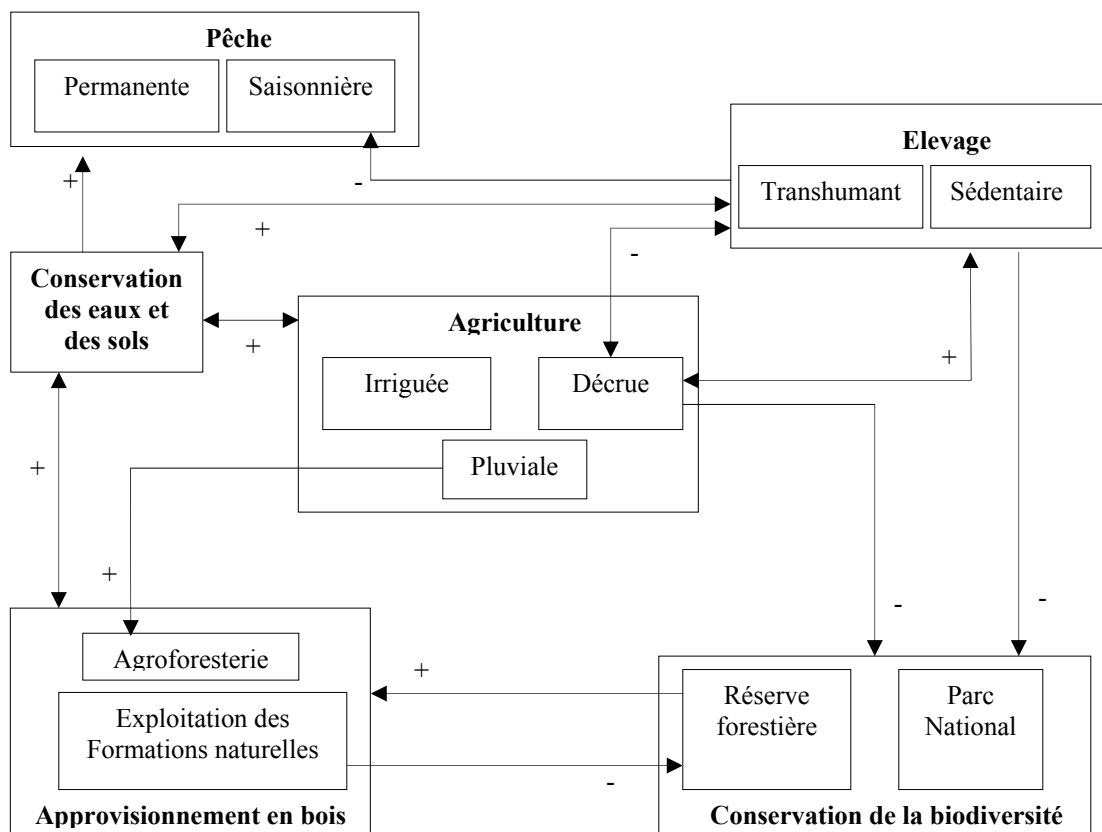 Pêche
Permanente
Saisonnière
Elevage
Transhumant
Sédentaire
+
-
+
-
Conservation
des eaux et
des sols
+
Agriculture
Irriguée
Décrue
+
Pluviale
+
+
-
-
Agroforesterie
+
Exploitation des
Formations naturelles
-
Approvisionnement en bois
Réserve
forestière
Parc
National
Conservation de la biodiversité